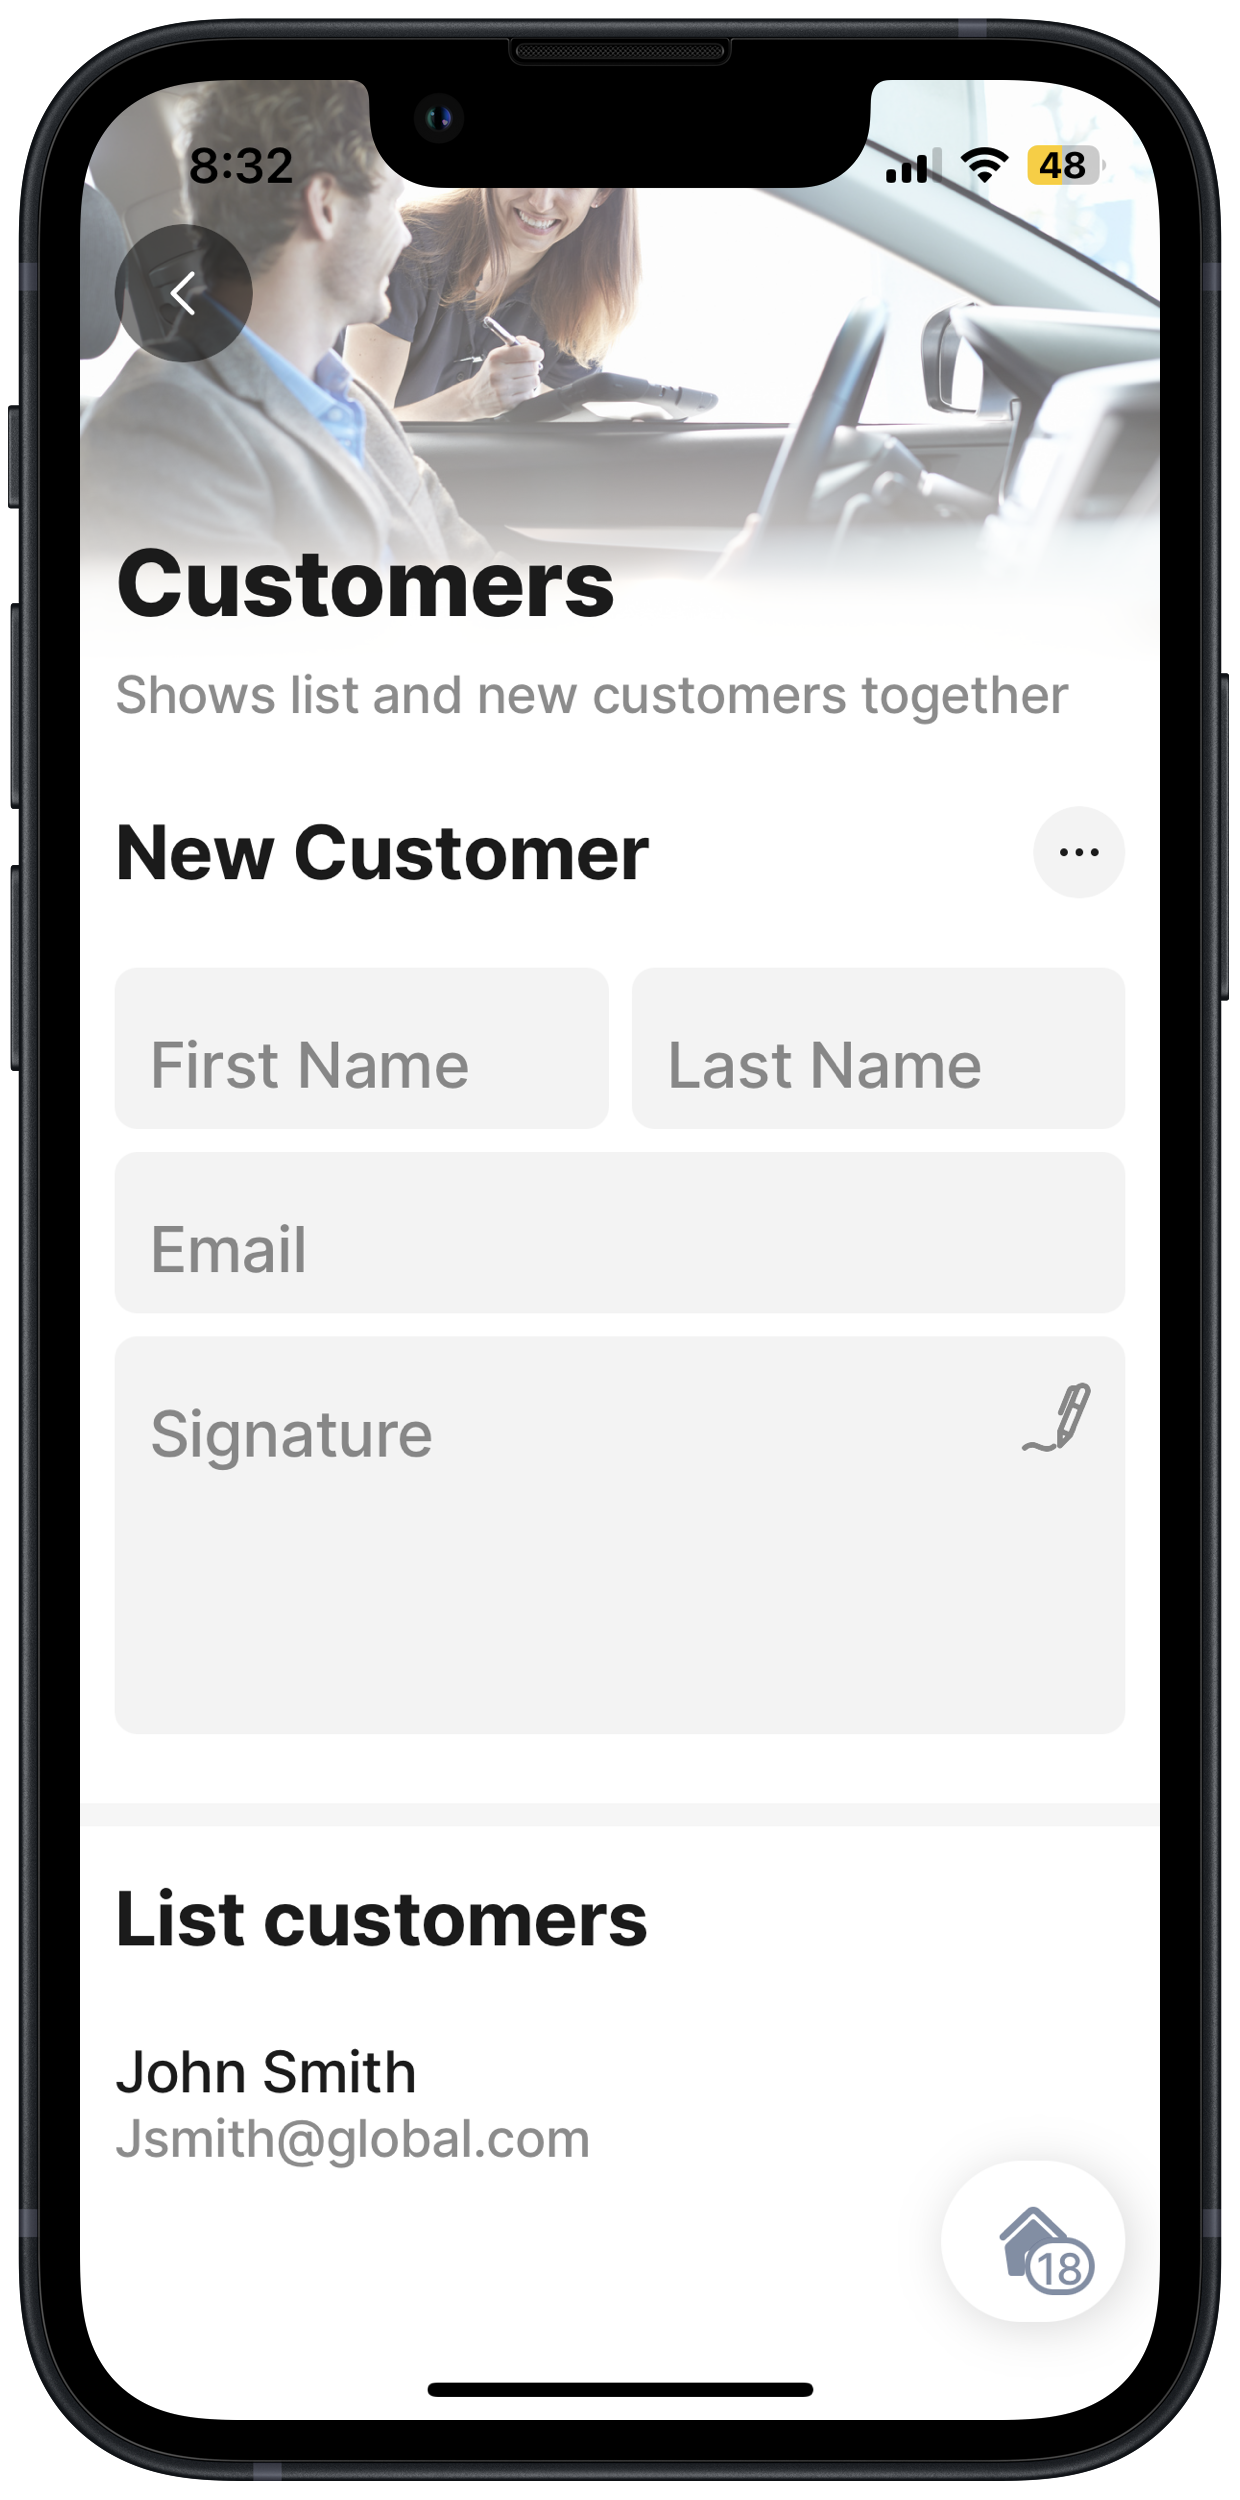 8:32
48
Customers
Shows list and new customers together
New Customer
First Name
Last Name
Email
Signature
List customers
John Smith
Jsmith@global.com
18